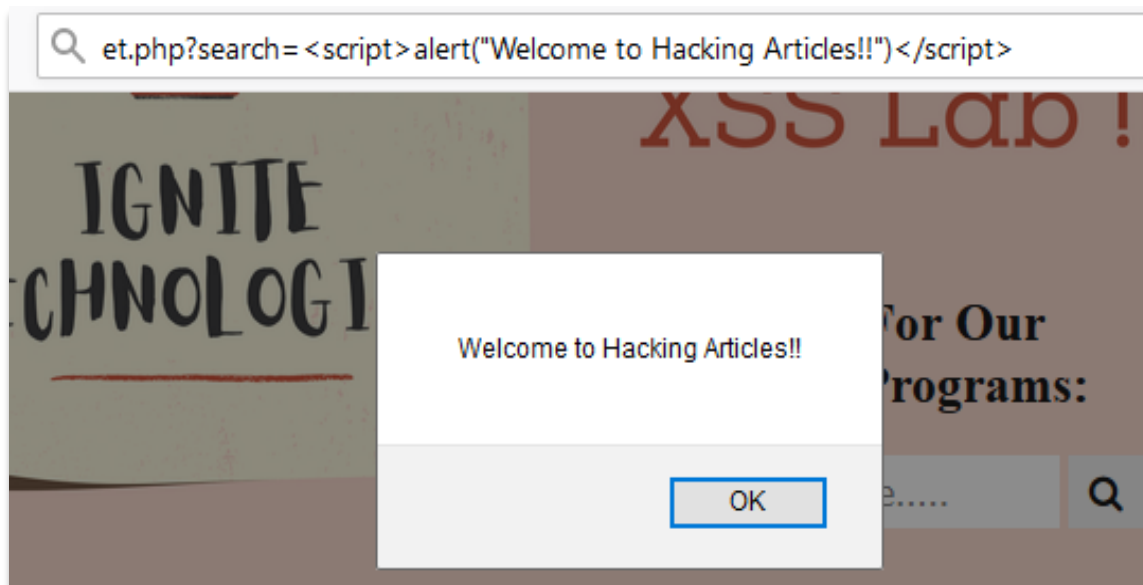 et.php?search=<script>alert("Welcome to Hacking Articles!!")</script>
XSS Lab !
IGNITE
ECHNOLOGI
Welcome to Hacking Articles!!
For Our
Programs:
OK
e.....